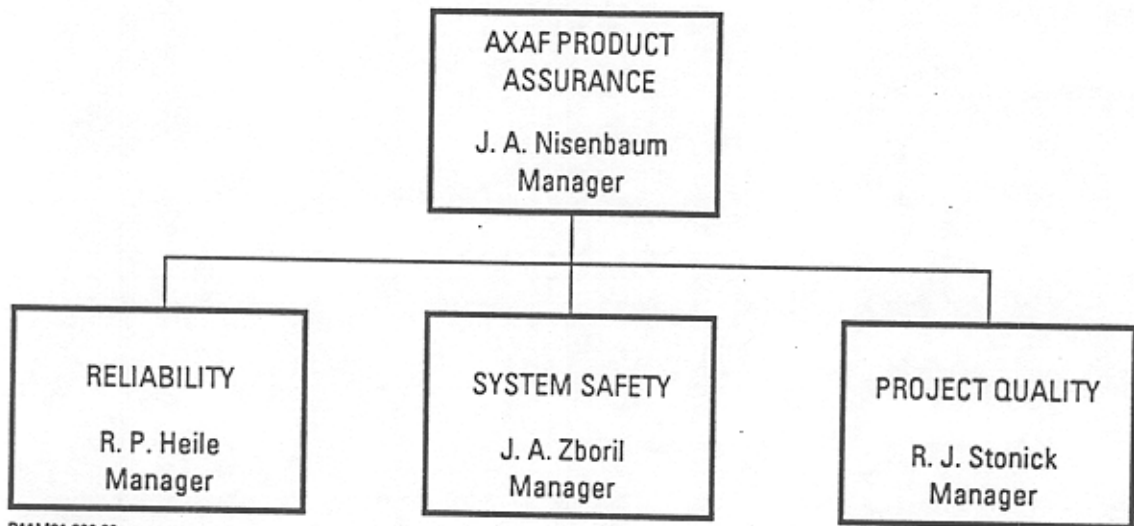 AXAF PRODUCT
ASSURANCE
J. A. Nisenbaum
Manager
RELIABILITY
R. P. Heile
Manager
SYSTEM SAFETY
J. A. Zboril
Manager
PROJECT QUALITY
R. J. Stonick
Manager